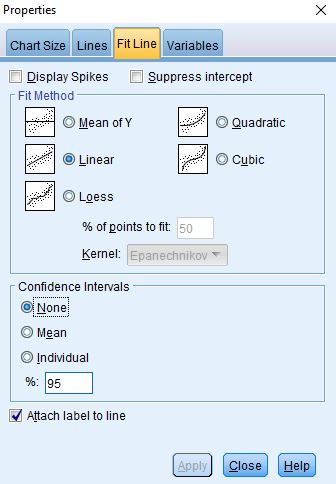 Properties
Chart Size Lines Fit Line Variables
Display Spikes Suppress intercept
Fit Method
Mean of Y Quadratic
Linear Cubic
Loess
% of points to fit: 50
Kernel: Epanechnikov
Confidence Intervals
None
Mean
Individual
%: 95
Attach label to line
Apply Close Help